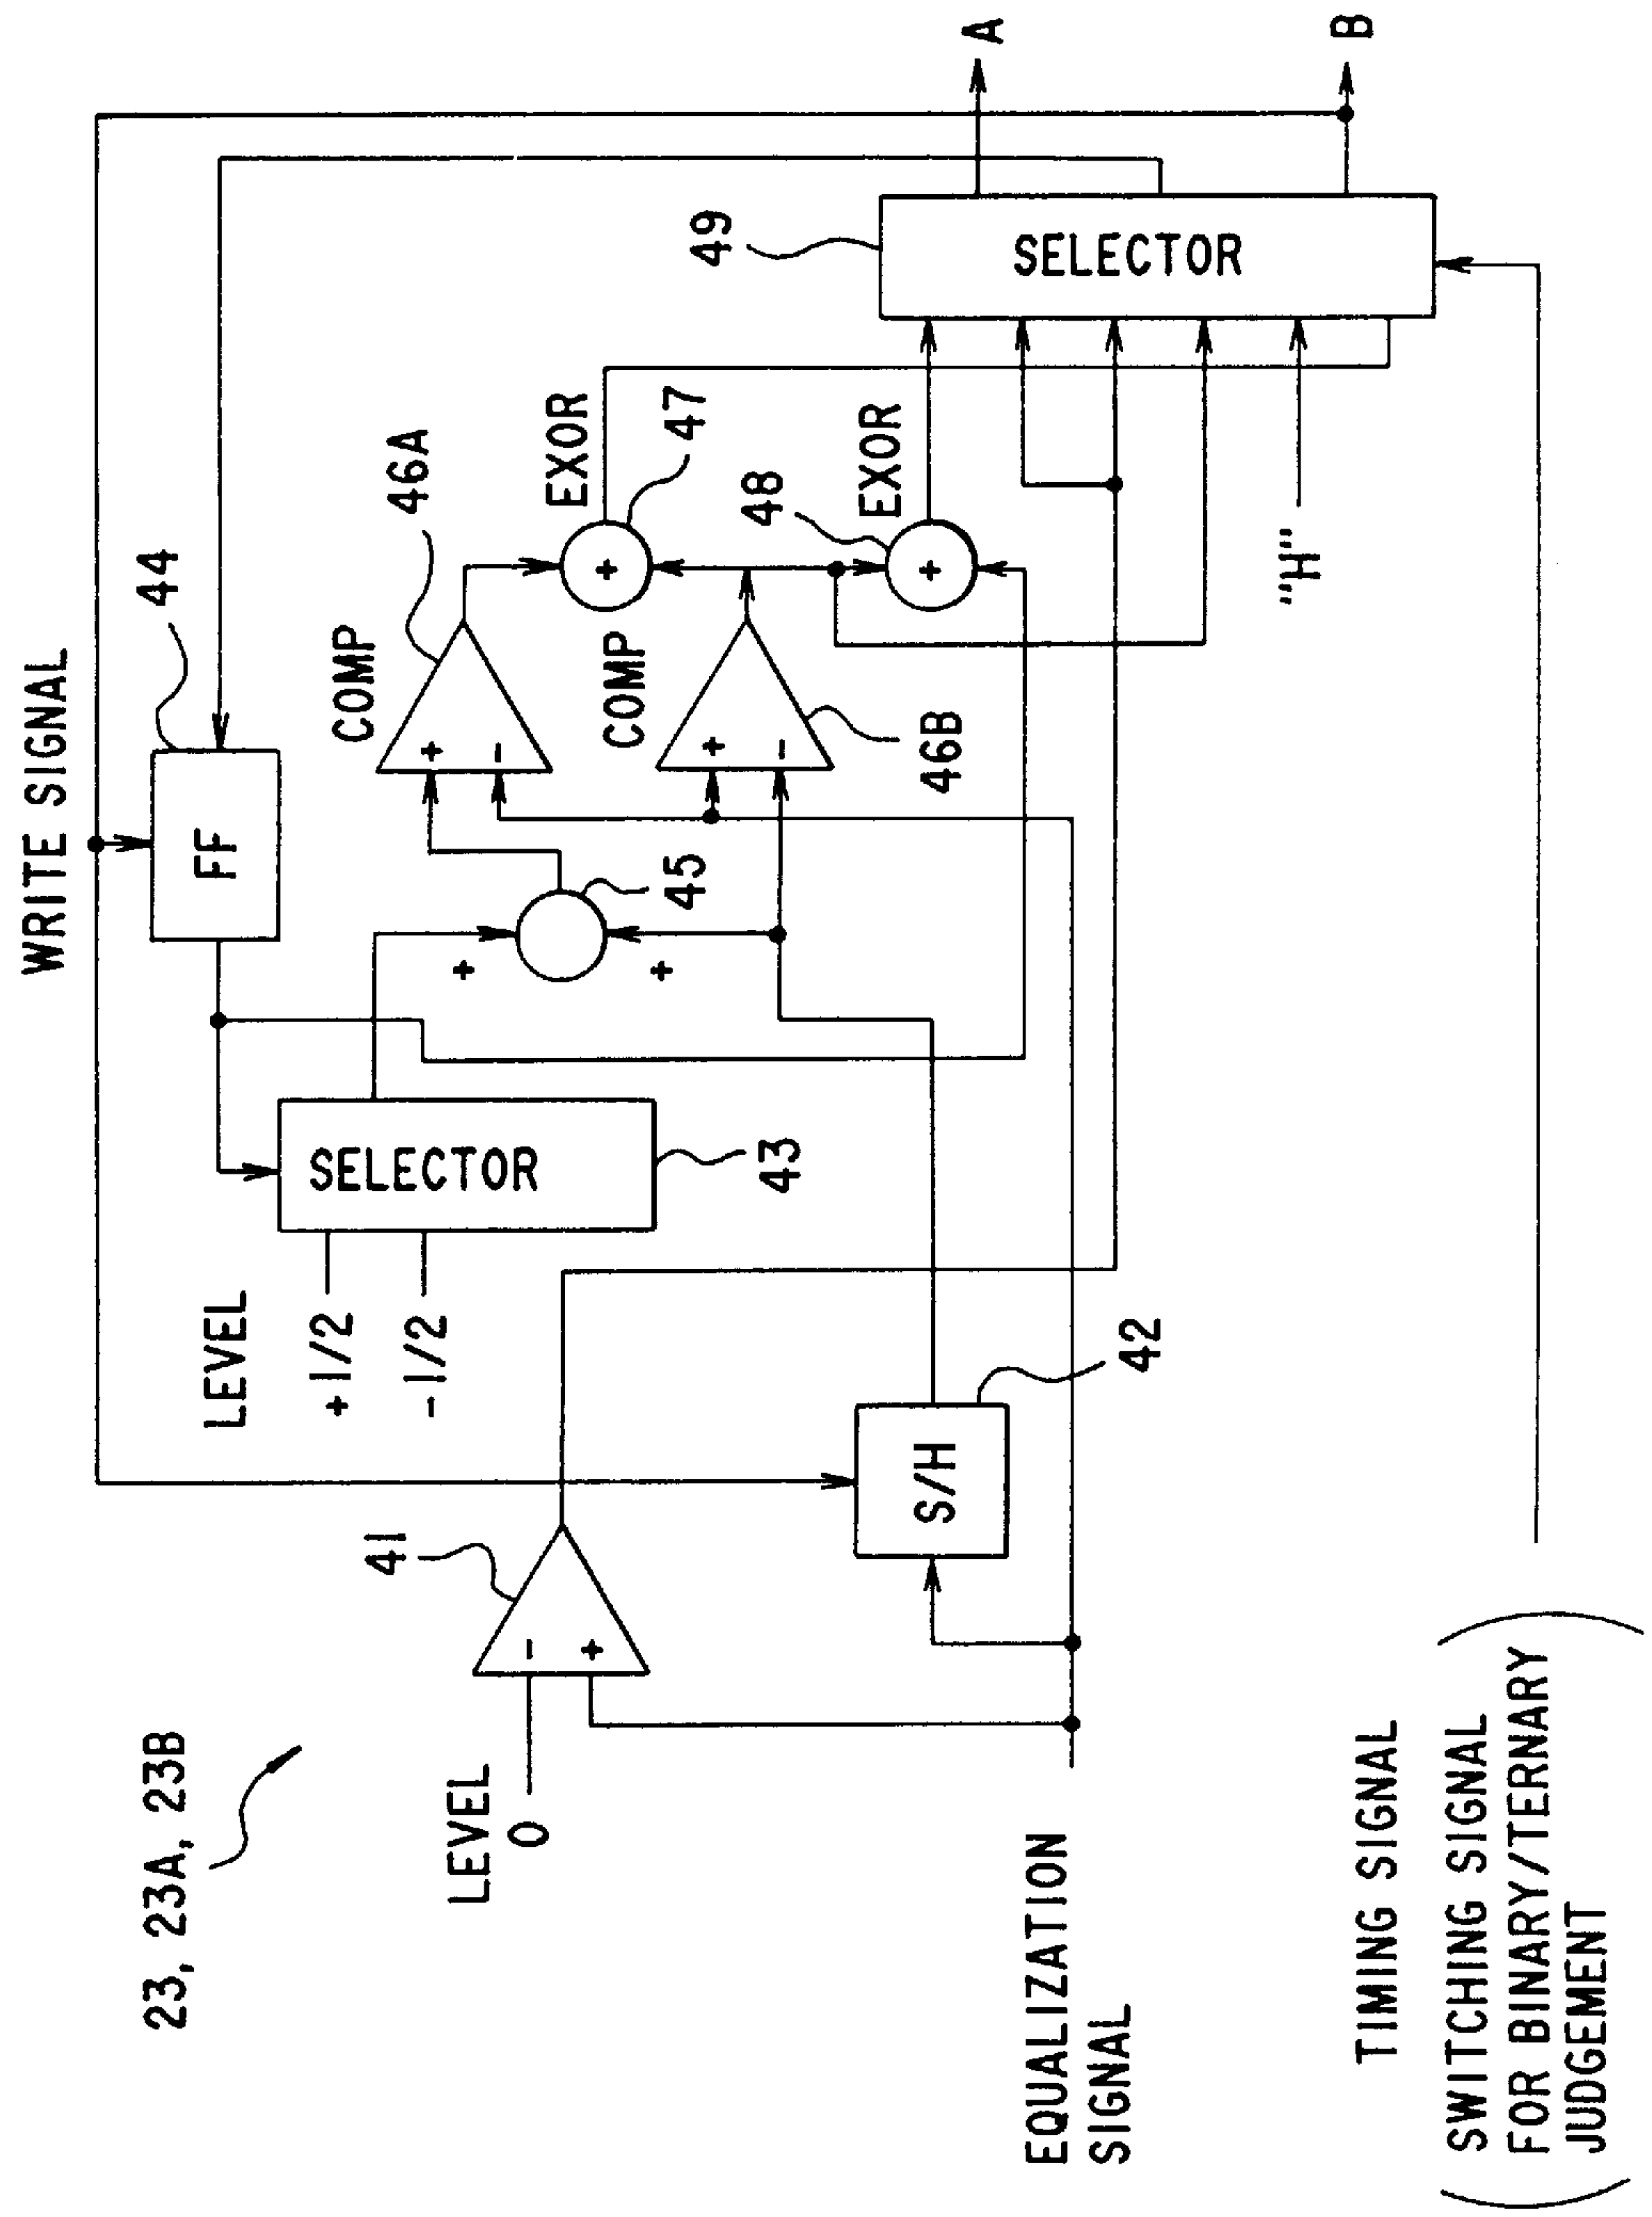 23, 23A, 23B
WRITE SIGNAL
44
FF
LEVEL
+1/2
-1/2
SELECTOR
43
COMP
46A
+
-
EXOR
47
+
COMP
+
-
46B
+
+
45
48
EXOR
+
49
SELECTOR
A
B
LEVEL
0
41
-
+
S/H
42
"H"
EQUALIZATION
SIGNAL
TIMING SIGNAL
(SWITCHING SIGNAL
FOR BINARY/TERNARY
JUDGEMENT)